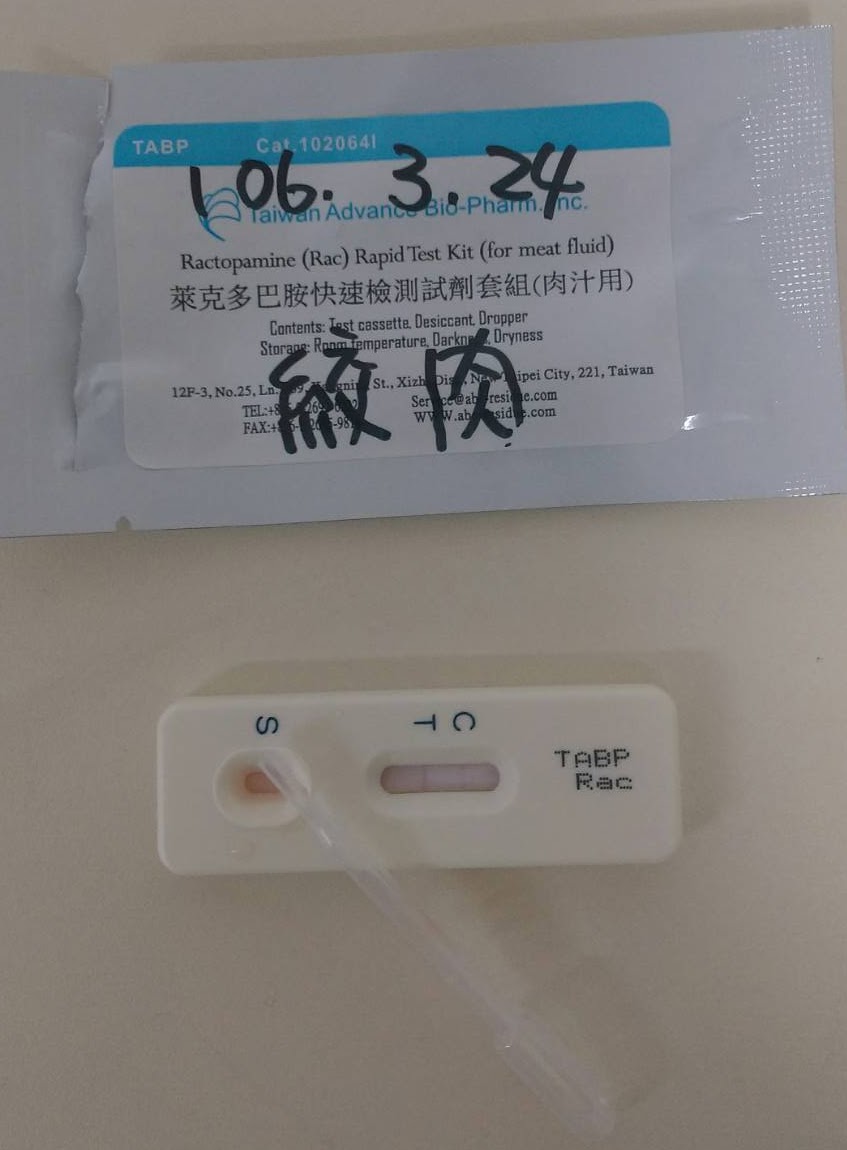 TABP Cat.102064I
106. 3. 24
Taiwan Advance Bio-Pharm. Inc.
Ractopamine (Rac) Rapid Test Kit (for meat fluid)
萊克多巴胺快速檢測試劑套組(肉汁用)
Contents: Test cassette, Desiccant, Dropper
Storage: Room temperature, Darkness, Dryness
12F-3, No.25, Ln. St., Xizhi Dist., New Taipei City, 221, Taiwan
TEL:
FAX:
絞肉
S T C
TABP
Rac